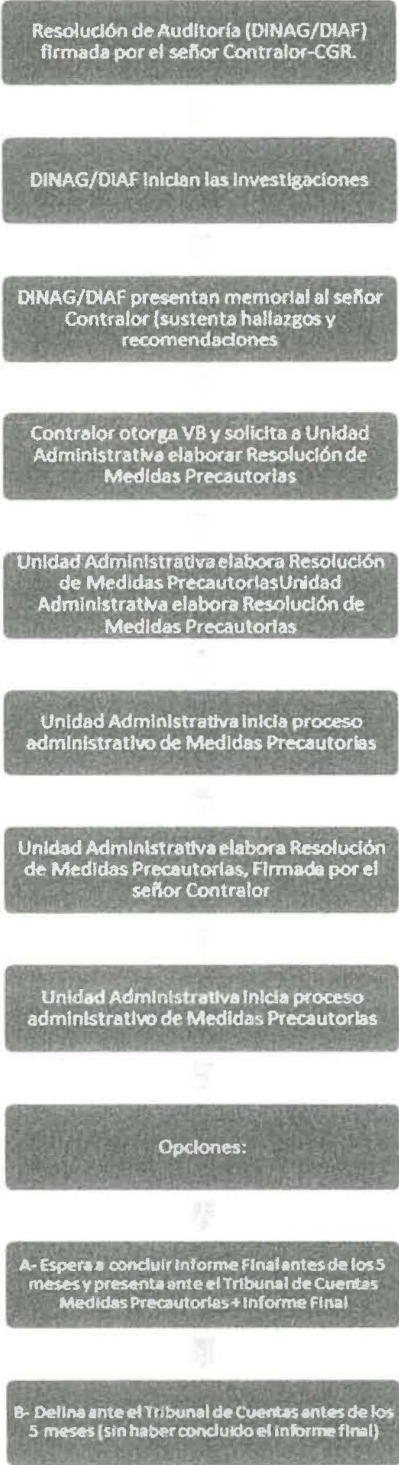 Resolución de Auditoría (DINAG/DIAF)
firmada por el señor Contralor-CGR.
DINAG/DIAF Inician las Investigaciones
DINAG/DIAF presentan memorial al señor
Contralor (sustenta hallazgos y
recomendaciones
Contralor otorga VB y solicita a Unidad
Administrativa elaborar Resolución de
Medidas Precautorias
Unidad Administrativa elabora Resolución
de Medidas PrecautoriasUnidad
Administrativa elabora Resolución de
Medidas Precautorias
Unidad Administrativa inicia proceso
administrativo de Medidas Precautorias
Unidad Administrativa elabora Resolución
de Medidas Precautorias, Firmada por el
señor Contralor
Unidad Administrativa inicia proceso
administrativo de Medidas Precautorias
Opciones:
A- Espera a concluir Informe Final antes de los 5
meses y presenta ante el Tribunal de Cuentas
Medidas Precautorias + Informe Final
B- Delina ante el Tribunal de Cuentas antes de los
5 meses (sin haber concluido el informe final)